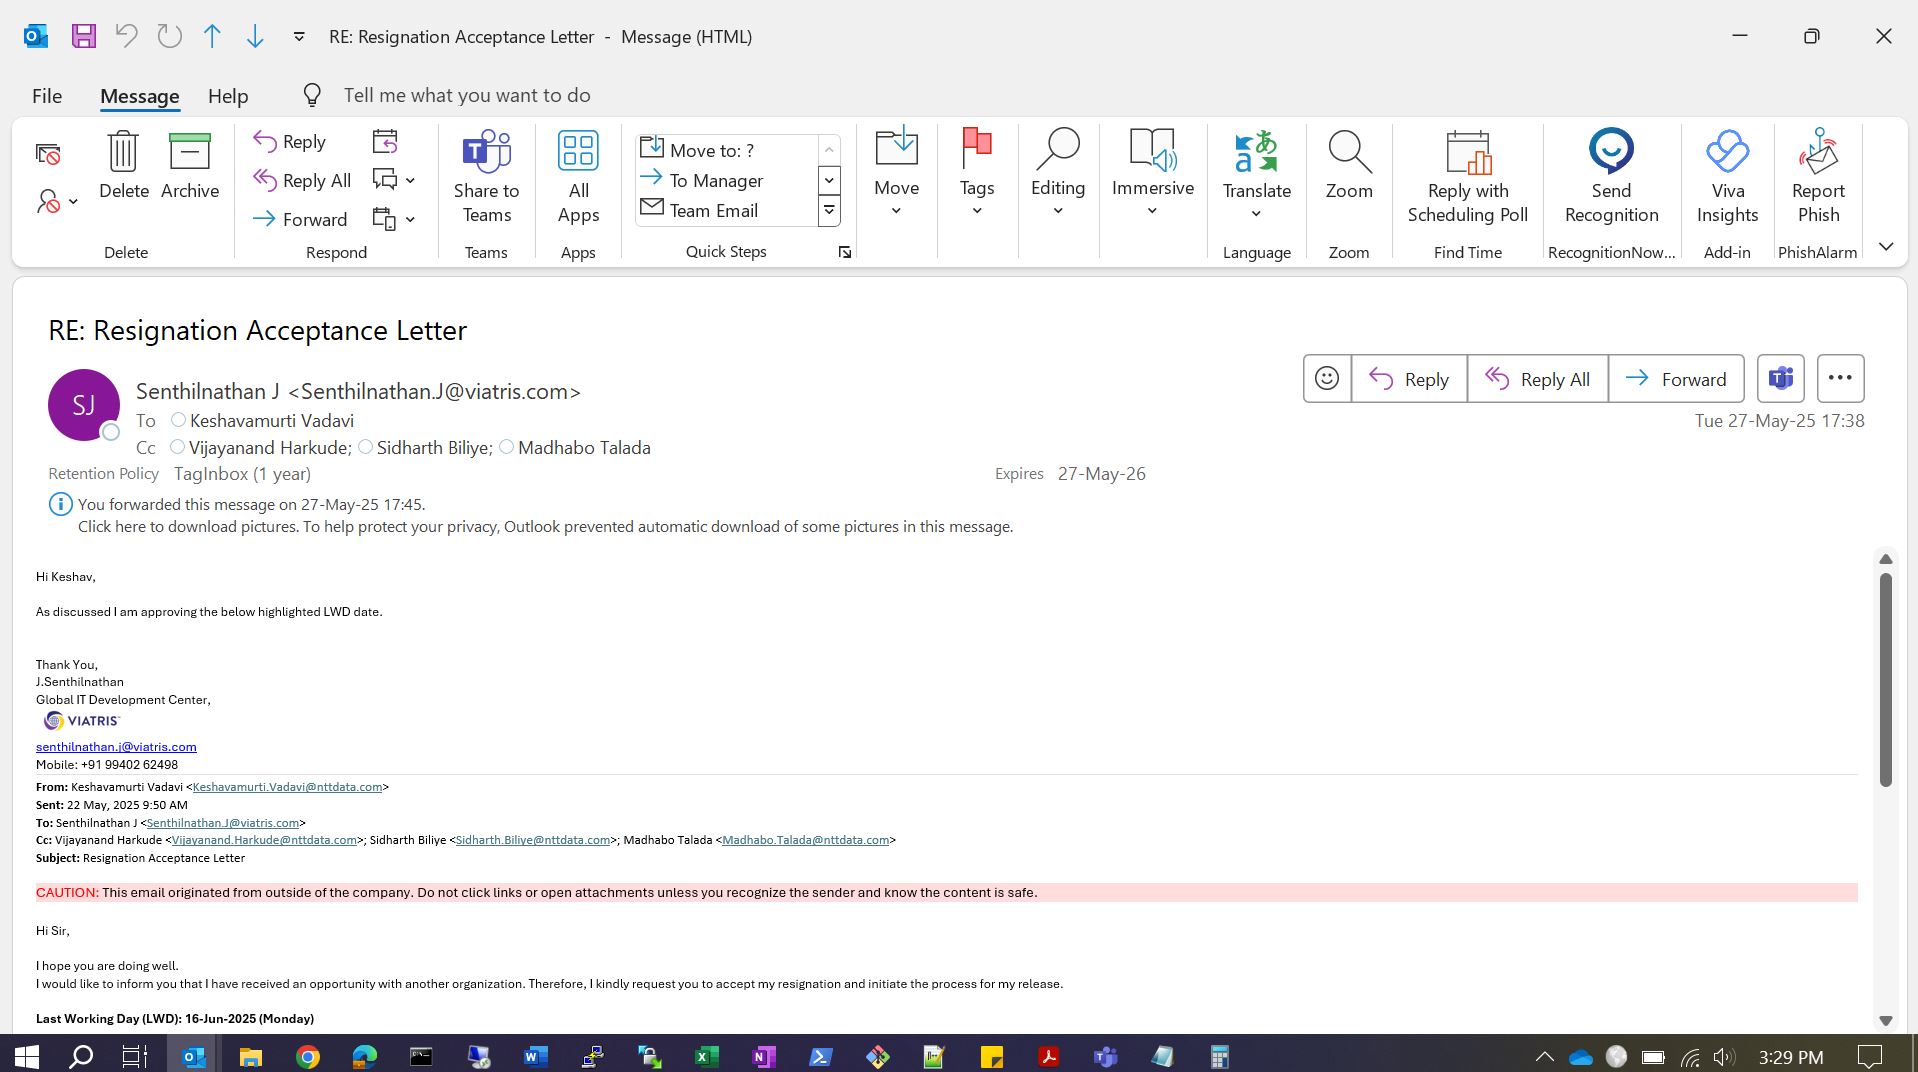 RE: Resignation Acceptance Letter - Message (HTML)
File Message Help Tell me what you want to do
Delete
Archive
Delete
Reply
Reply All
Forward
Respond
Share to
Teams
Teams
All
Apps
Apps
Move to: ?
To Manager
Team Email
Quick Steps
Move
Tags
Editing
Immersive
Translate
Language
Zoom
Zoom
Reply with
Scheduling Poll
Find Time
Send
Recognition
RecognitionNow...
Viva
Insights
Add-in
Report
Phish
PhishAlarm
RE: Resignation Acceptance Letter
SJ
Senthilnathan J <Senthilnathan.J@viatris.com>
To Keshavamurti Vadavi
Cc Vijayanand Harkude; Sidharth Biliye; Madhabo Talada
Reply Reply All Forward
Tue 27-May-25 17:38
Retention Policy TagInbox (1 year) Expires 27-May-26
You forwarded this message on 27-May-25 17:45.
Click here to download pictures. To help protect your privacy, Outlook prevented automatic download of some pictures in this message.
Hi Keshav,
As discussed I am approving the below highlighted LWD date.
Thank You,
J.Senthilnathan
Global IT Development Center,
VIATRIS
senthilnathan.j@viatris.com
Mobile: +91 99402 62498
From: Keshavamurti Vadavi <Keshavamurti.Vadavi@nttdata.com>
Sent: 22 May, 2025 9:50 AM
To: Senthilnathan J <Senthilnathan.J@viatris.com>
Cc: Vijayanand Harkude <Vijayanand.Harkude@nttdata.com>; Sidharth Biliye <Sidharth.Biliye@nttdata.com>; Madhabo Talada <Madhabo.Talada@nttdata.com>
Subject: Resignation Acceptance Letter
CAUTION: This email originated from outside of the company. Do not click links or open attachments unless you recognize the sender and know the content is safe.
Hi Sir,
I hope you are doing well.
I would like to inform you that I have received an opportunity with another organization. Therefore, I kindly request you to accept my resignation and initiate the process for my release.
Last Working Day (LWD): 16-Jun-2025 (Monday)
3:29 PM